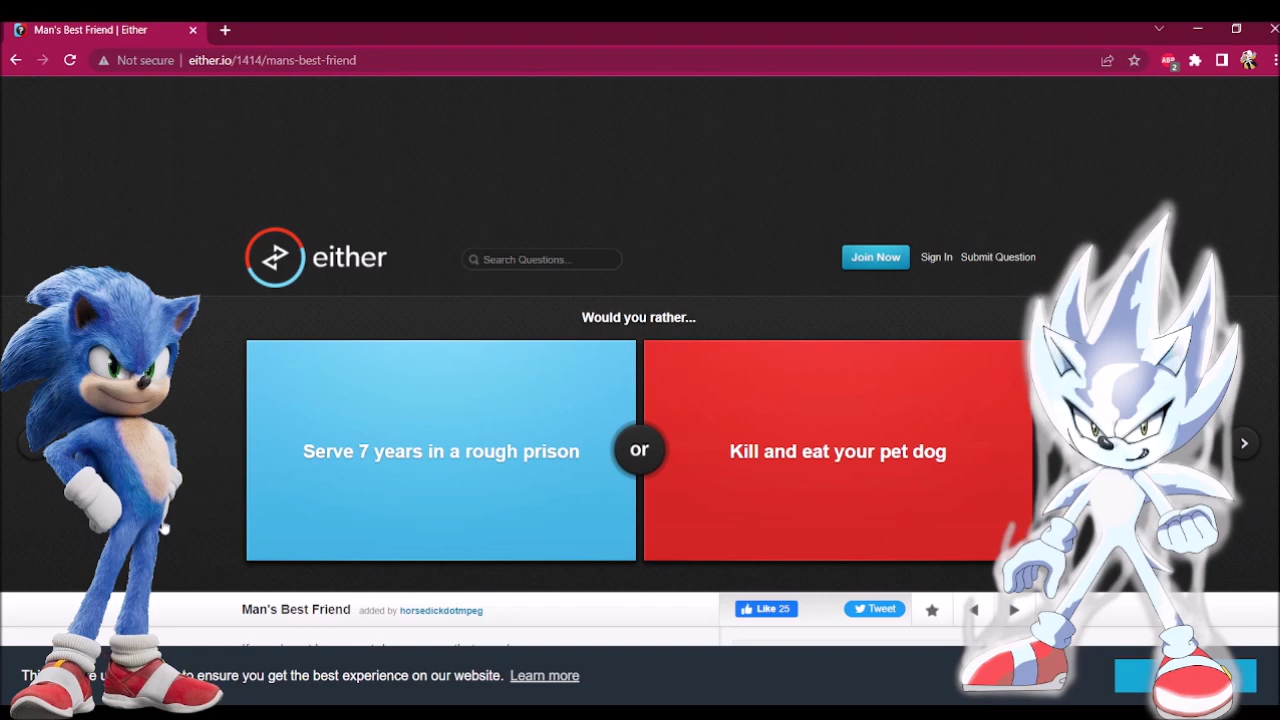 Man's Best Friend | Either
Not secure | either.io/1414/mans-best-friend
ABP
2
either
Search Questions...
Join Now
Sign In
Submit Question
Would you rather...
Serve 7 years in a rough prison
or
Kill and eat your pet dog
Man's Best Friend added by horsedickdotmpeg
Like 25
Tweet
to ensure you get the best experience on our website. Learn more